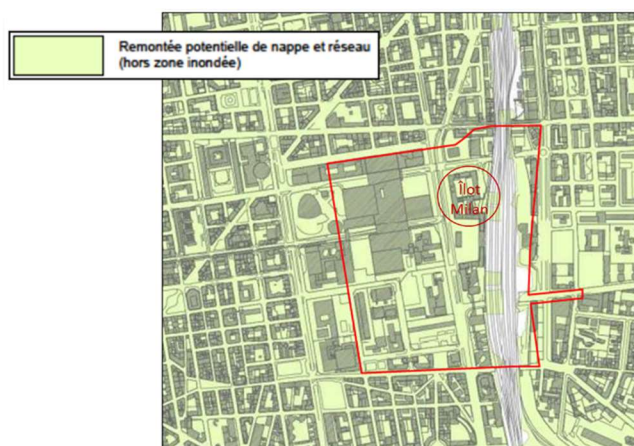 Remontée potentielle de nappe et réseau
(hors zone inondée)
Îlot
Milan